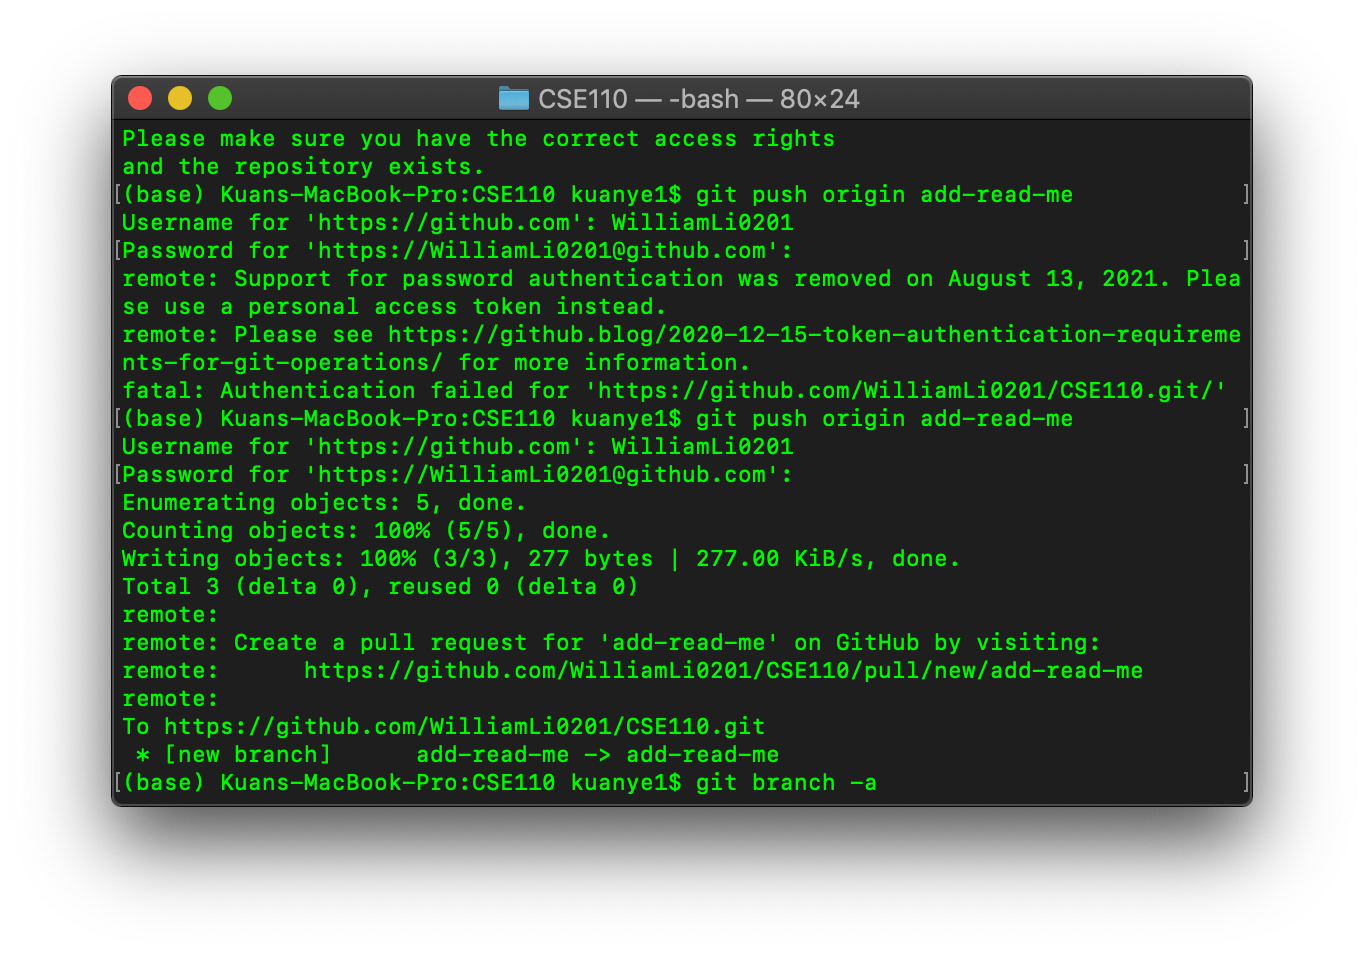 CSE110 — -bash — 80×24
Please make sure you have the correct access rights
and the repository exists.
[(base) Kuans-MacBook-Pro:CSE110 kuanye1$ git push origin add-read-me ]
Username for 'https://github.com': WilliamLi0201
[Password for 'https://WilliamLi0201@github.com': ]
remote: Support for password authentication was removed on August 13, 2021. Plea
se use a personal access token instead.
remote: Please see https://github.blog/2020-12-15-token-authentication-requireme
nts-for-git-operations/ for more information.
fatal: Authentication failed for 'https://github.com/WilliamLi0201/CSE110.git/'
[(base) Kuans-MacBook-Pro:CSE110 kuanye1$ git push origin add-read-me ]
Username for 'https://github.com': WilliamLi0201
[Password for 'https://WilliamLi0201@github.com': ]
Enumerating objects: 5, done.
Counting objects: 100% (5/5), done.
Writing objects: 100% (3/3), 277 bytes | 277.00 KiB/s, done.
Total 3 (delta 0), reused 0 (delta 0)
remote:
remote: Create a pull request for 'add-read-me' on GitHub by visiting:
remote:      https://github.com/WilliamLi0201/CSE110/pull/new/add-read-me
remote:
To https://github.com/WilliamLi0201/CSE110.git
 * [new branch]      add-read-me -> add-read-me
[(base) Kuans-MacBook-Pro:CSE110 kuanye1$ git branch -a ]